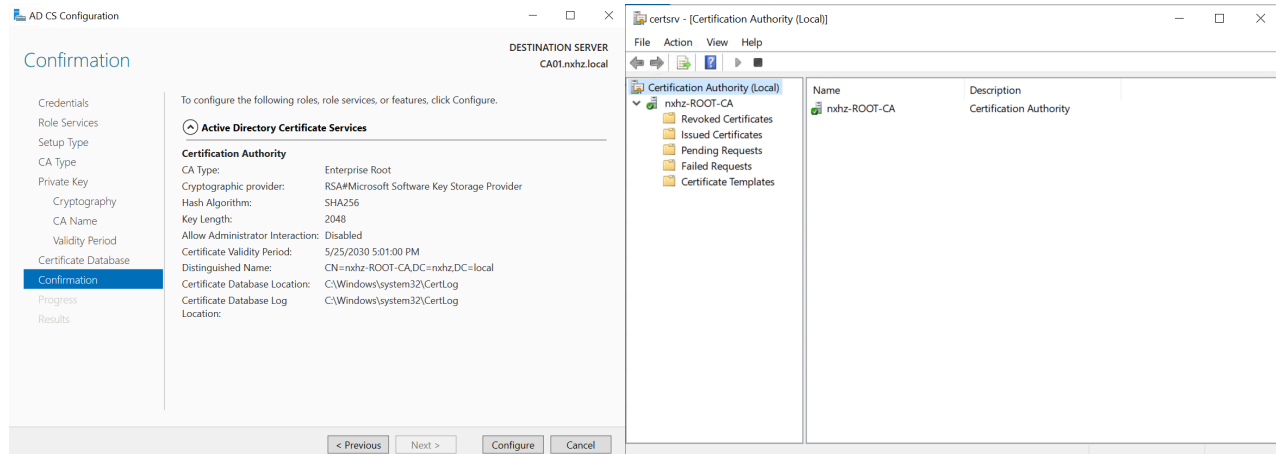 AD CS Configuration
Confirmation
DESTINATION SERVER
CA01.nxhz.local
Credentials
Role Services
Setup Type
CA Type
Private Key
Cryptography
CA Name
Validity Period
Certificate Database
Confirmation
Progress
Results
To configure the following roles, role services, or features, click Configure.
Active Directory Certificate Services
Certification Authority
CA Type: Enterprise Root
Cryptographic provider: RSA#Microsoft Software Key Storage Provider
Hash Algorithm: SHA256
Key Length: 2048
Allow Administrator Interaction: Disabled
Certificate Validity Period: 5/25/2030 5:01:00 PM
Distinguished Name: CN=nxhz-ROOT-CA,DC=nxhz,DC=local
Certificate Database Location: C:\Windows\system32\CertLog
Certificate Database Log C:\Windows\system32\CertLog
Location:
< Previous Next > Configure Cancel
certsrv - [Certification Authority (Local)]
File Action View Help
Certification Authority (Local)
nxhz-ROOT-CA
Revoked Certificates
Issued Certificates
Pending Requests
Failed Requests
Certificate Templates
Name Description
nxhz-ROOT-CA Certification Authority